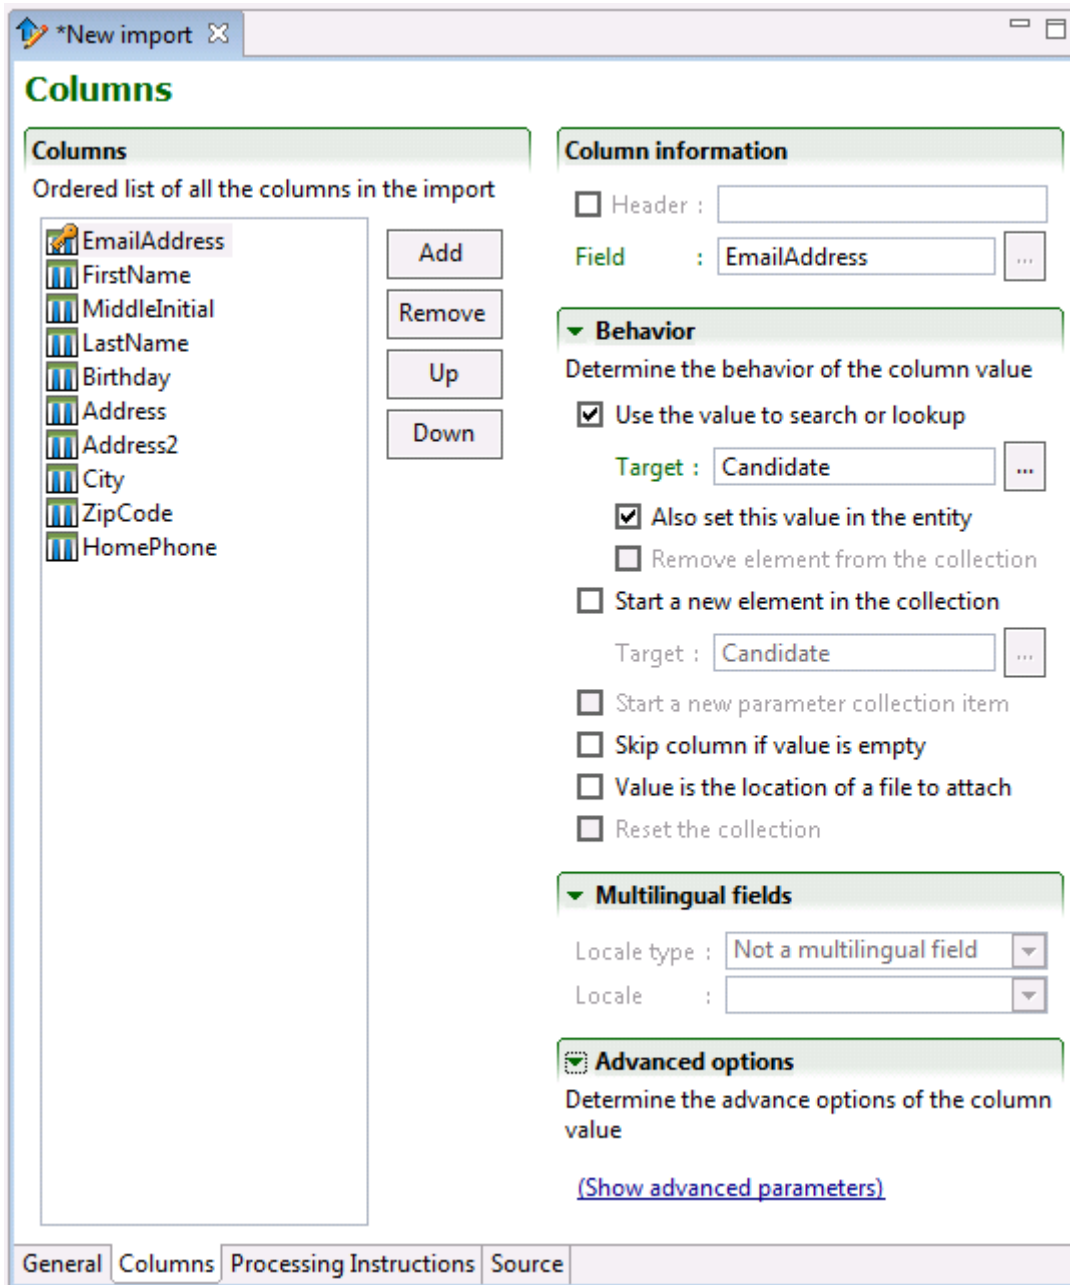 *New import
Columns
Columns
Ordered list of all the columns in the import
EmailAddress
FirstName
MiddleInitial
LastName
Birthday
Address
Address2
City
ZipCode
HomePhone
Add
Remove
Up
Down
Column information
Header :
Field : EmailAddress ...
Behavior
Determine the behavior of the column value
Use the value to search or lookup
Target : Candidate ...
Also set this value in the entity
Remove element from the collection
Start a new element in the collection
Target : Candidate ...
Start a new parameter collection item
Skip column if value is empty
Value is the location of a file to attach
Reset the collection
Multilingual fields
Locale type : Not a multilingual field
Locale :
Advanced options
Determine the advance options of the column
value
(Show advanced parameters)
General Columns Processing Instructions Source